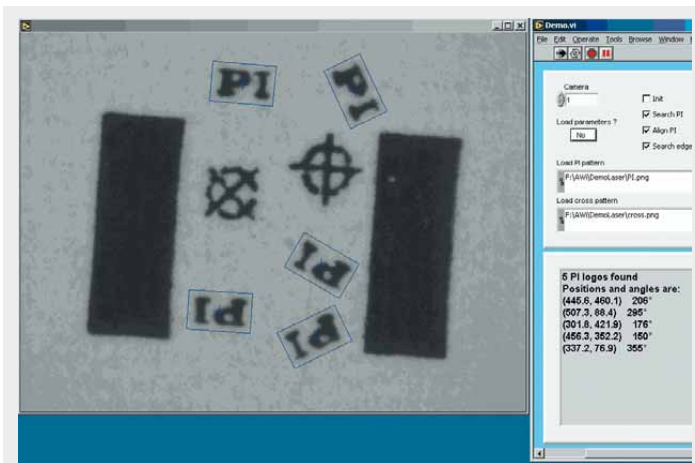 Demo.vi
File Edit Operate Tools Browse Window
PI
PI
PI
PI
PI
Camera
1
Init
Search PI
Load parameters ?
No
Align PI
Search edge
Load PI pattern
F:\AWI\DemoLaser\PI.png
Load cross pattern
F:\AWI\DemoLaser\cross.png
5 PI logos found
Positions and angles are:
(445.6, 460.1) 206°
(507.3, 88.4) 295°
(301.8, 421.9) 176°
(456.3, 352.2) 150°
(337.2, 76.9) 355°